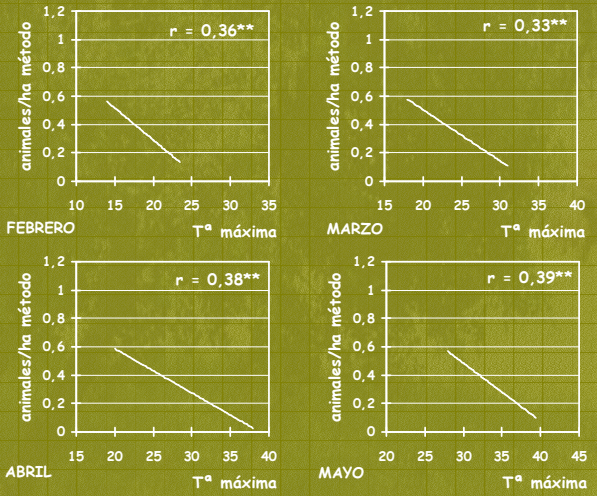 1,2
1
0,8
0,6
0,4
0,2
0
animales/ha método
r = 0,36**
10 15 20 25 30 35
FEBRERO
Tª máxima
1,2
1
0,8
0,6
0,4
0,2
0
animales/ha método
r = 0,33**
15 20 25 30 35 40
MARZO
Tª máxima
1,2
1
0,8
0,6
0,4
0,2
0
animales/ha método
r = 0,38**
15 20 25 30 35 40
ABRIL
Tª máxima
1,2
1
0,8
0,6
0,4
0,2
0
animales/ha método
r = 0,39**
20 25 30 35 40 45
MAYO
Tª máxima